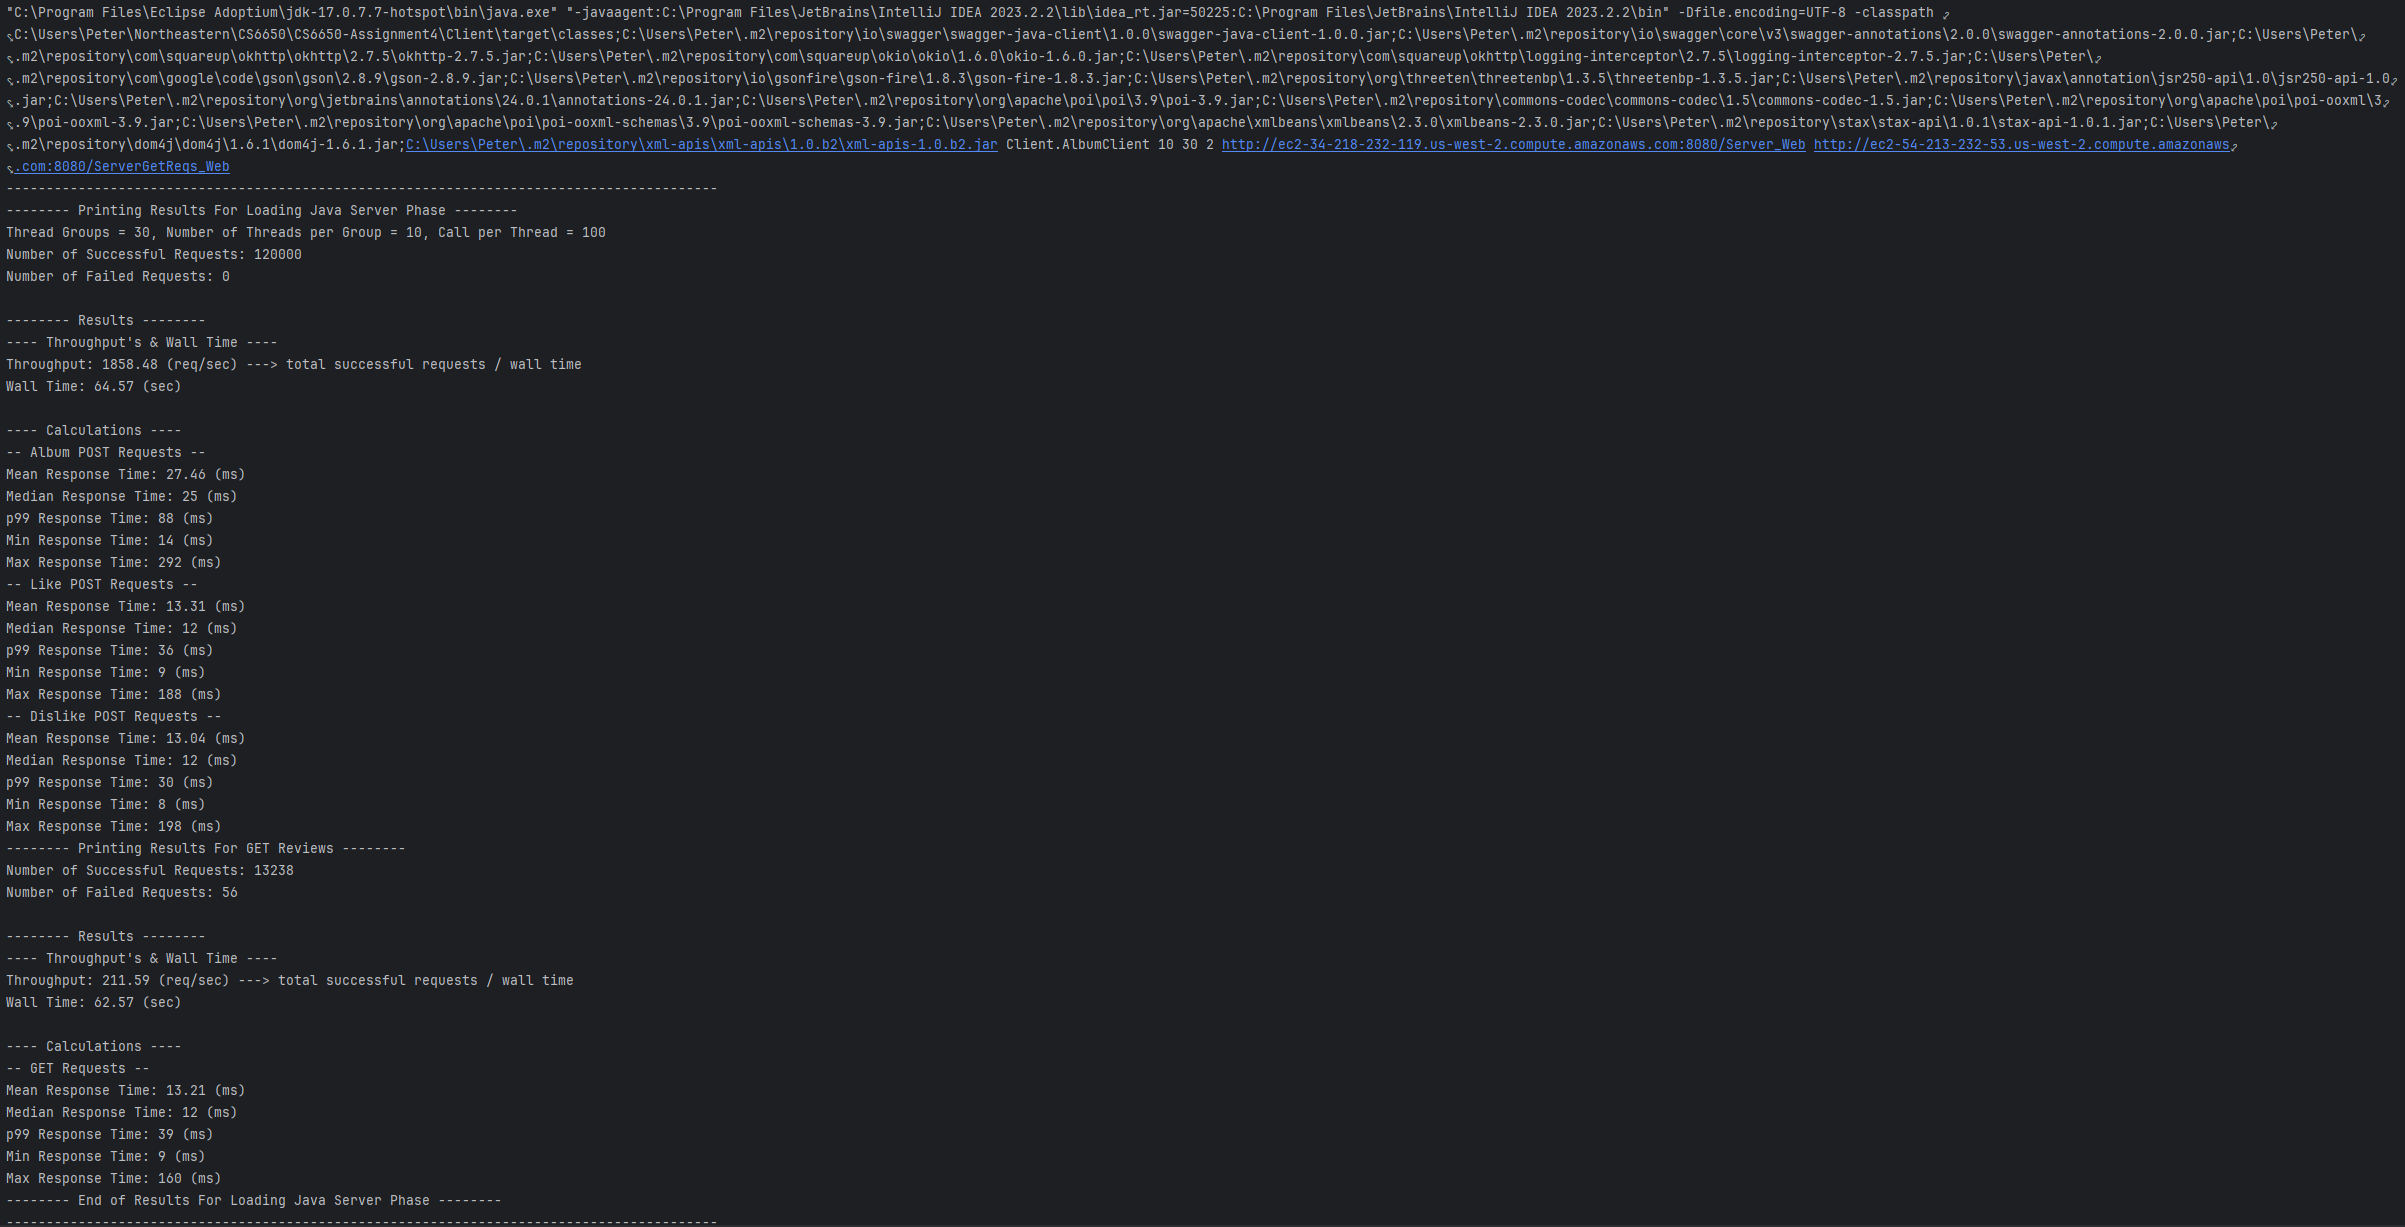 "C:\Program Files\Eclipse Adoptium\jdk-17.0.7.7-hotspot\bin\java.exe" "-javaagent:C:\Program Files\JetBrains\IntelliJ IDEA 2023.2.2\lib\idea_rt.jar=50225:C:\Program Files\JetBrains\IntelliJ IDEA 2023.2.2\bin" -Dfile.encoding=UTF-8 -classpath
C:\Users\Peter\Northeastern\CS6650\CS6650-Assignment4\Client\target\classes;C:\Users\Peter\.m2\repository\io\swagger\swagger-java-client\1.0.0\swagger-java-client-1.0.0.jar;C:\Users\Peter\.m2\repository\io\swagger\core\v3\swagger-annotations\2.0.0\swagger-annotations-2.0.0.jar;C:\Users\Peter\
.m2\repository\com\squareup\okhttp\okhttp\2.7.5\okhttp-2.7.5.jar;C:\Users\Peter\.m2\repository\com\squareup\okio\okio\1.6.0\okio-1.6.0.jar;C:\Users\Peter\.m2\repository\com\squareup\okhttp\logging-interceptor\2.7.5\logging-interceptor-2.7.5.jar;C:\Users\Peter\
.m2\repository\com\google\code\gson\gson\2.8.9\gson-2.8.9.jar;C:\Users\Peter\.m2\repository\io\gsonfire\gson-fire\1.8.3\gson-fire-1.8.3.jar;C:\Users\Peter\.m2\repository\org\threeten\threetenbp\1.3.5\threetenbp-1.3.5.jar;C:\Users\Peter\.m2\repository\javax\annotation\jsr250-api\1.0\jsr250-api-1.0
.jar;C:\Users\Peter\.m2\repository\org\jetbrains\annotations\24.0.1\annotations-24.0.1.jar;C:\Users\Peter\.m2\repository\org\apache\poi\poi\3.9\poi-3.9.jar;C:\Users\Peter\.m2\repository\commons-codec\commons-codec\1.5\commons-codec-1.5.jar;C:\Users\Peter\.m2\repository\org\apache\poi\poi-ooxml\3
.9\poi-ooxml-3.9.jar;C:\Users\Peter\.m2\repository\org\apache\poi\poi-ooxml-schemas\3.9\poi-ooxml-schemas-3.9.jar;C:\Users\Peter\.m2\repository\org\apache\xmlbeans\xmlbeans\2.3.0\xmlbeans-2.3.0.jar;C:\Users\Peter\.m2\repository\stax\stax-api\1.0.1\stax-api-1.0.1.jar;C:\Users\Peter\
.m2\repository\dom4j\dom4j\1.6.1\dom4j-1.6.1.jar;C:\Users\Peter\.m2\repository\xml-apis\xml-apis\1.0.b2\xml-apis-1.0.b2.jar Client.AlbumClient 10 30 2 http://ec2-34-218-232-119.us-west-2.compute.amazonaws.com:8080/Server_Web http://ec2-54-213-232-53.us-west-2.compute.amazonaws
.com:8080/ServerGetReqs_Web
-----------------------------------------------------------------------------------------
-------- Printing Results For Loading Java Server Phase --------
Thread Groups = 30, Number of Threads per Group = 10, Call per Thread = 100
Number of Successful Requests: 120000
Number of Failed Requests: 0
-------- Results --------
---- Throughput's & Wall Time ----
Throughput: 1858.48 (req/sec) ---> total successful requests / wall time
Wall Time: 64.57 (sec)
---- Calculations ----
-- Album POST Requests --
Mean Response Time: 27.46 (ms)
Median Response Time: 25 (ms)
p99 Response Time: 88 (ms)
Min Response Time: 14 (ms)
Max Response Time: 292 (ms)
-- Like POST Requests --
Mean Response Time: 13.31 (ms)
Median Response Time: 12 (ms)
p99 Response Time: 36 (ms)
Min Response Time: 9 (ms)
Max Response Time: 188 (ms)
-- Dislike POST Requests --
Mean Response Time: 13.04 (ms)
Median Response Time: 12 (ms)
p99 Response Time: 30 (ms)
Min Response Time: 8 (ms)
Max Response Time: 198 (ms)
-------- Printing Results For GET Reviews --------
Number of Successful Requests: 13238
Number of Failed Requests: 56
-------- Results --------
---- Throughput's & Wall Time ----
Throughput: 211.59 (req/sec) ---> total successful requests / wall time
Wall Time: 62.57 (sec)
---- Calculations ----
-- GET Requests --
Mean Response Time: 13.21 (ms)
Median Response Time: 12 (ms)
p99 Response Time: 39 (ms)
Min Response Time: 9 (ms)
Max Response Time: 160 (ms)
-------- End of Results For Loading Java Server Phase --------
-----------------------------------------------------------------------------------------